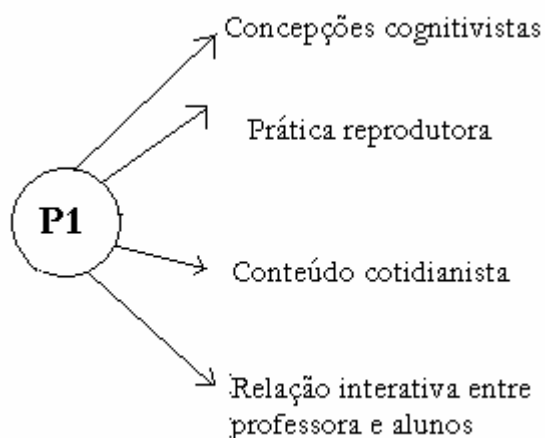 Concepções cognitivistas
Prática reprodutora
P1
Conteúdo cotidianista
Relação interativa entre
professora e alunos